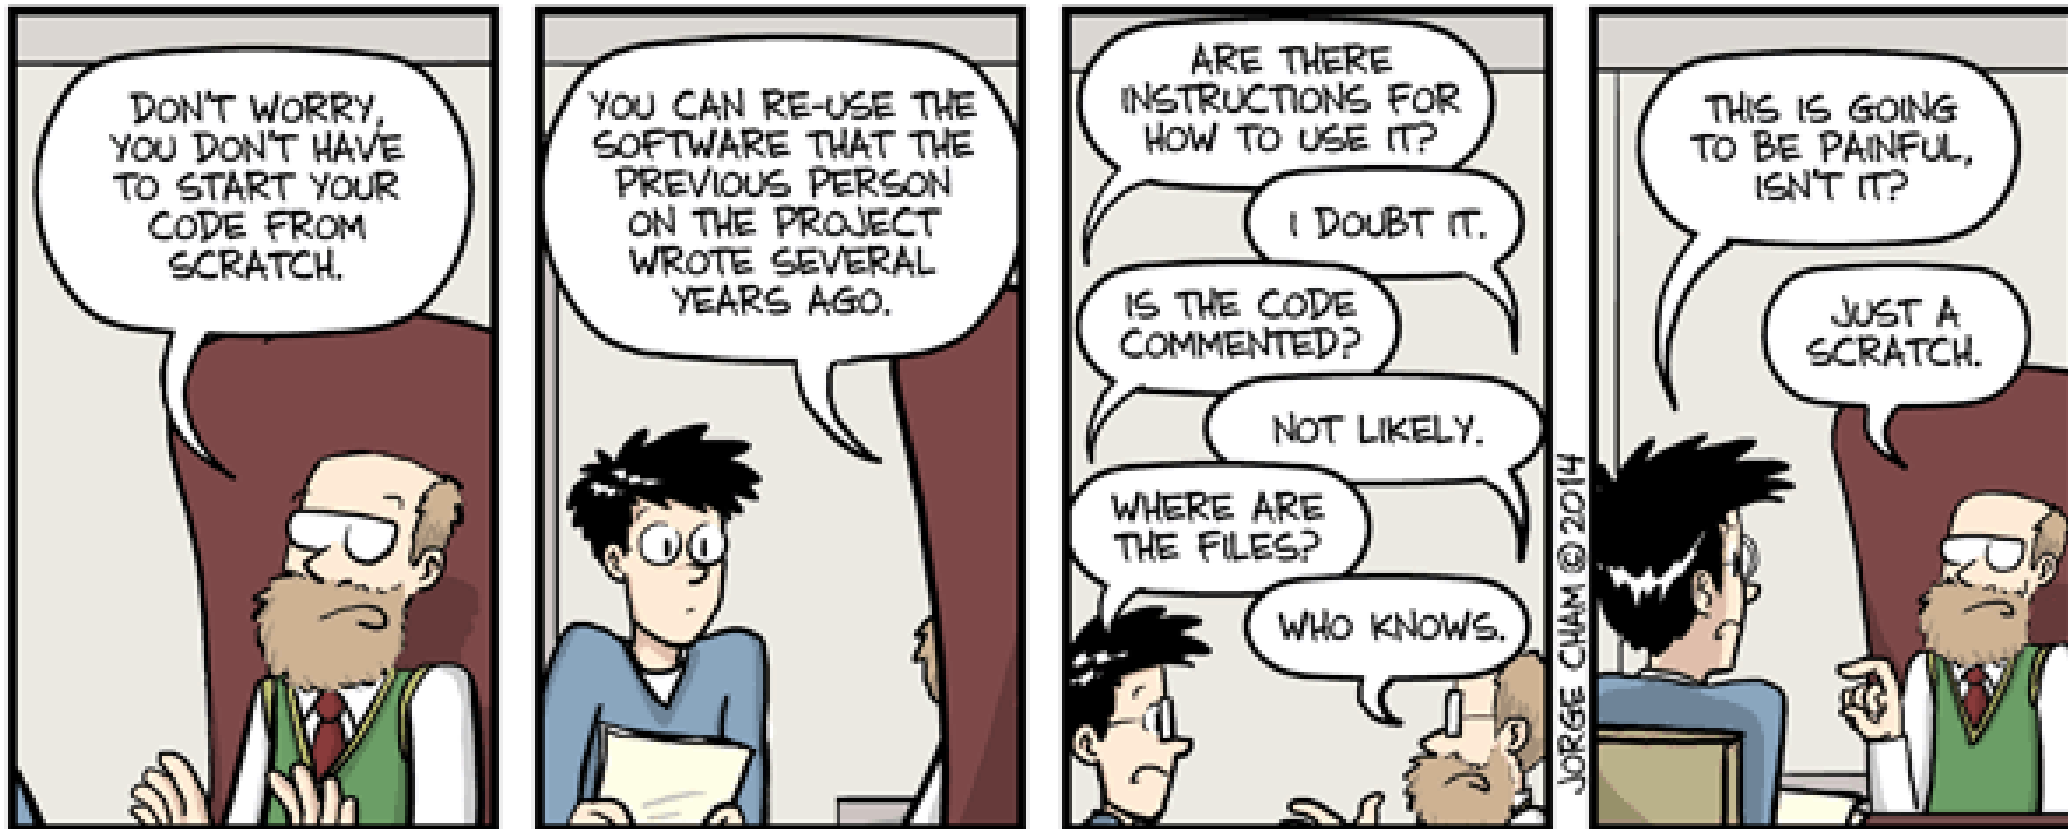 DON'T WORRY,
YOU DON'T HAVE
TO START YOUR
CODE FROM
SCRATCH.
YOU CAN RE-USE THE
SOFTWARE THAT THE
PREVIOUS PERSON
ON THE PROJECT
WROTE SEVERAL
YEARS AGO.
ARE THERE
INSTRUCTIONS FOR
HOW TO USE IT?
I DOUBT IT.
IS THE CODE
COMMENTED?
NOT LIKELY.
WHERE ARE
THE FILES?
WHO KNOWS.
JORGE CHAM © 2014
THIS IS GOING
TO BE PAINFUL,
ISN'T IT?
JUST A
SCRATCH.